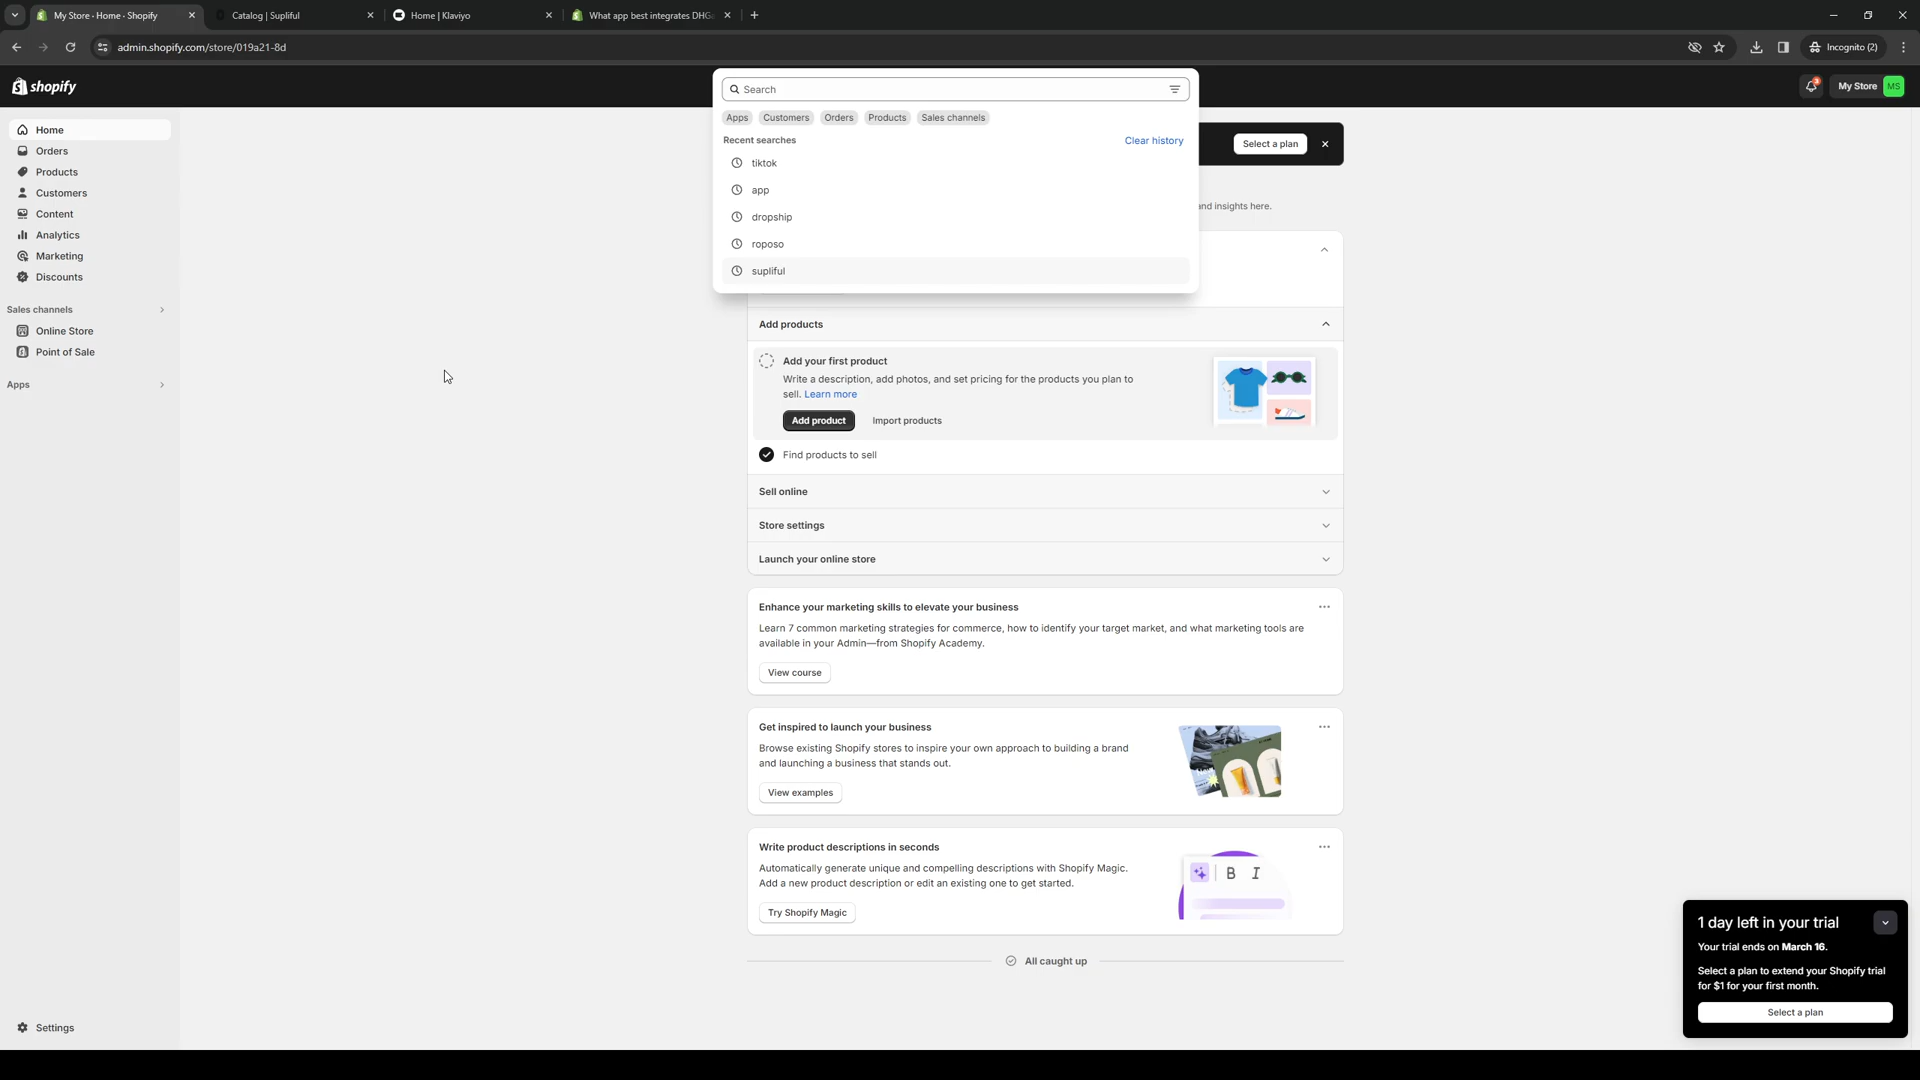 My Store · Home · Shopify
Catalog | Supliful
Home | Klaviyo
What app best integrates DHGa
admin.shopify.com/store/019a21-8d
Incognito (2)
shopify
Search
My Store
MS
Apps
Customers
Orders
Products
Sales channels
Recent searches
Clear history
tiktok
app
dropship
roposo
supliful
Select a plan
and insights here.
Home
Orders
Products
Customers
Content
Analytics
Marketing
Discounts
Sales channels
Online Store
Point of Sale
Apps
Settings
Add products
Add your first product
Write a description, add photos, and set pricing for the products you plan to
sell. Learn more
Add product
Import products
Find products to sell
Sell online
Store settings
Launch your online store
Enhance your marketing skills to elevate your business
Learn 7 common marketing strategies for commerce, how to identify your target market, and what marketing tools are
available in your Admin—from Shopify Academy.
View course
Get inspired to launch your business
Browse existing Shopify stores to inspire your own approach to building a brand
and launching a business that stands out.
View examples
Write product descriptions in seconds
Automatically generate unique and compelling descriptions with Shopify Magic.
Add a new product description or edit an existing one to get started.
Try Shopify Magic
B I
All caught up
1 day left in your trial
Your trial ends on March 16.
Select a plan to extend your Shopify trial
for $1 for your first month.
Select a plan